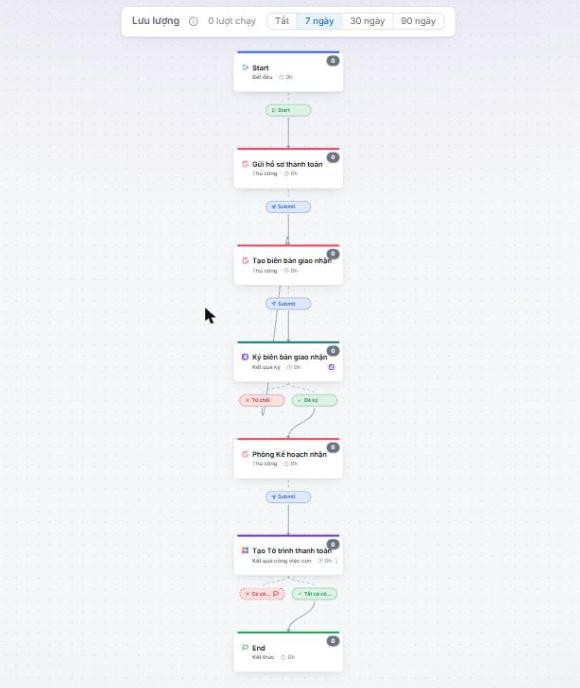 Lưu lượng 0 lượt chạy Tất 7 ngày 30 ngày 90 ngày
0
Start
Bắt đầu · 0h
Start
0
Gửi hồ sơ thanh toán
Thủ công · 0h
Submit
0
Tạo biên bản giao nhận
Thủ công · 0h
Submit
0
Ký biên bản giao nhận
Kết quả ký · 0h
Từ chối Đã ký
0
Phòng Kế hoạch nhận
Thủ công · 0h
Submit
0
Tạo Tờ trình thanh toán
Kết quả công việc con · 0h
Có cô... Tất cả cô...
0
End
Kết thúc · 0h